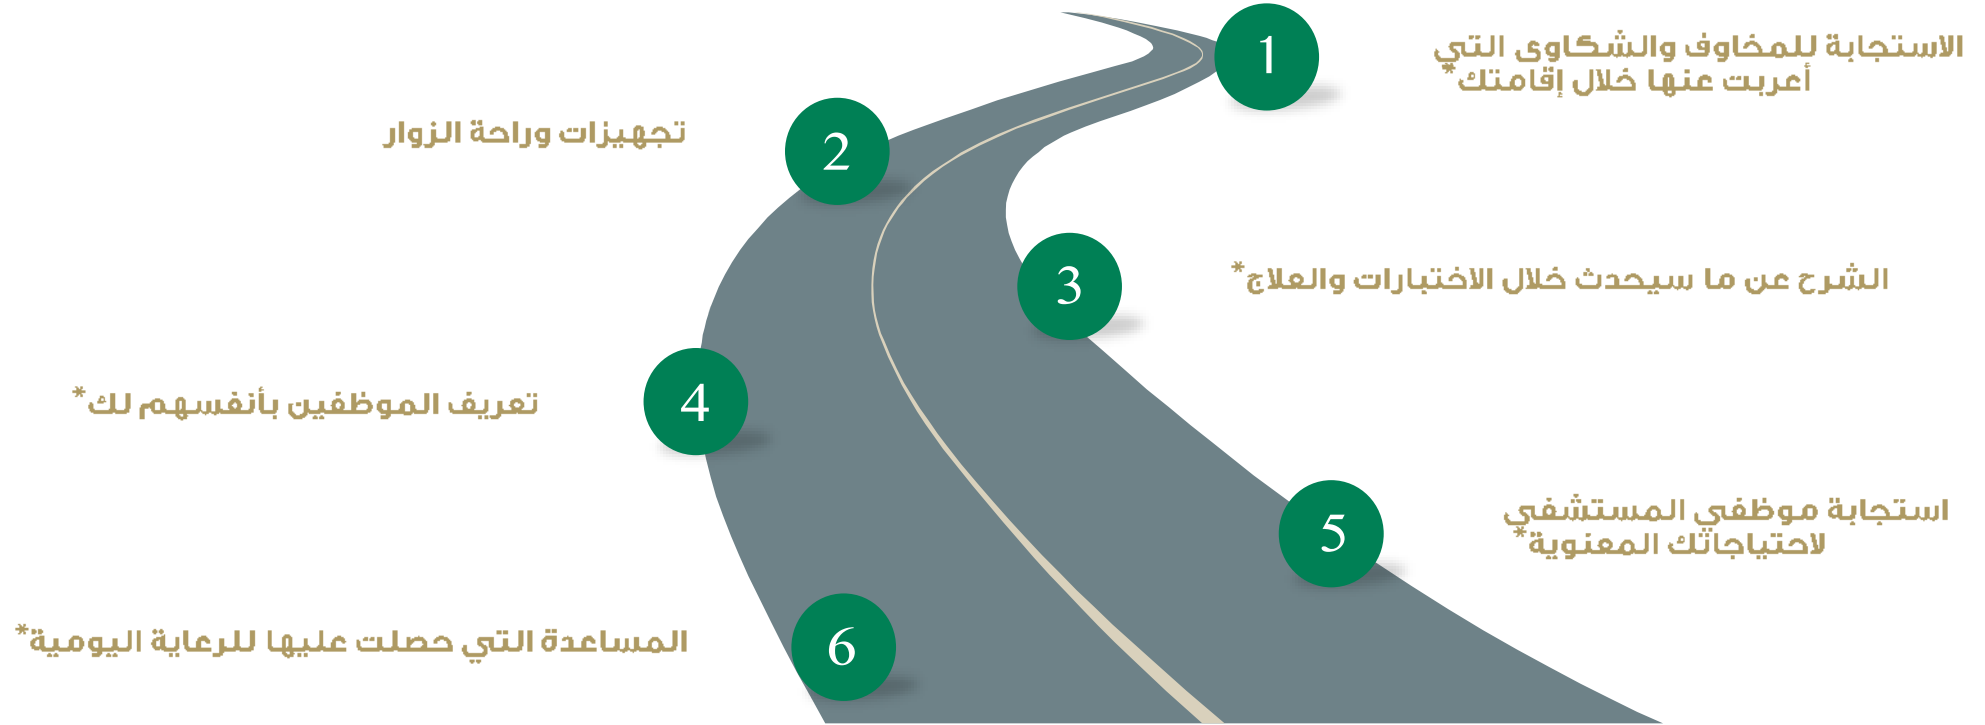 1
الاستجابة للمخاوف والشكاوى التي
أعربت عنها خلال إقامتك*
2
تجهيزات وراحة الزوار
3
الشرح عن ما سيحدث خلال الاختبارات والعلاج*
4
تعريف الموظفين بأنفسهم لك*
5
استجابة موظفي المستشفي
لاحتياجاتك المعنوية*
6
المساعدة التي حصلت عليها للرعاية اليومية*